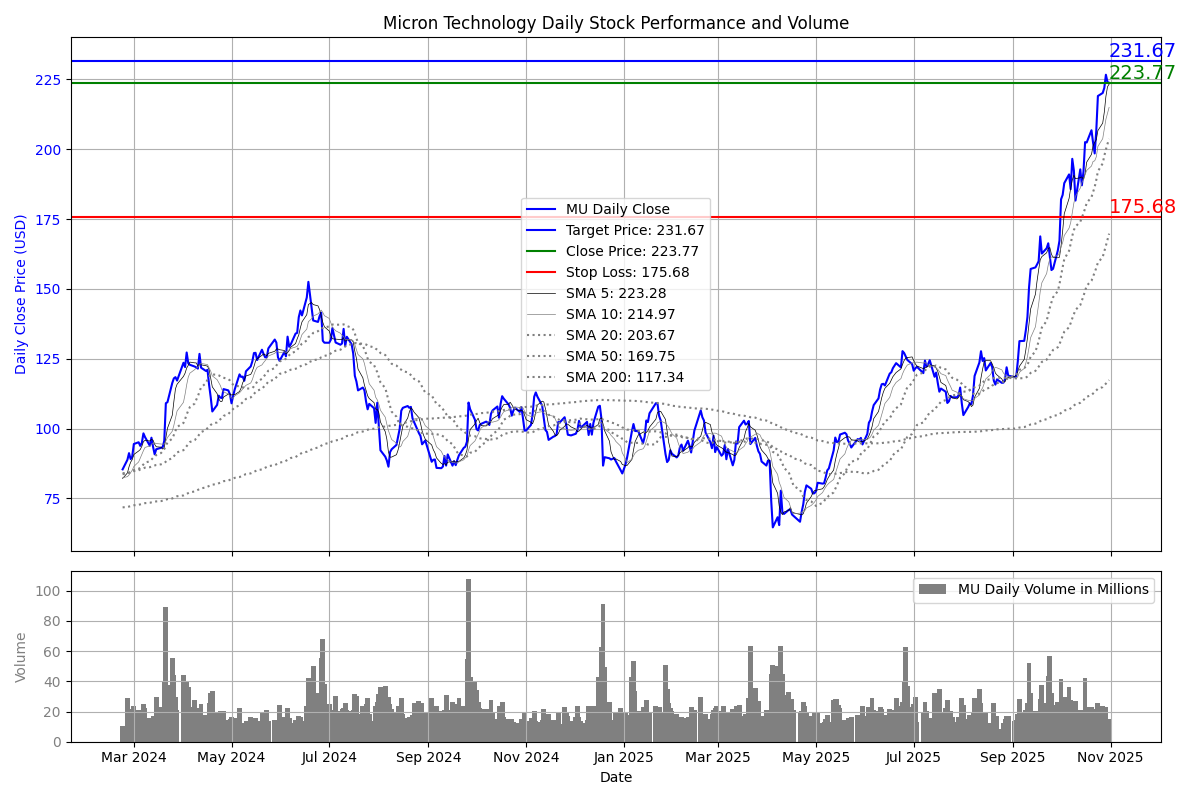 Micron Technology Daily Stock Performance and Volume
231.67
223.77
175.68
Daily Close Price (USD)
225
200
175
150
125
100
75
MU Daily Close
Target Price: 231.67
Close Price: 223.77
Stop Loss: 175.68
SMA 5: 223.28
SMA 10: 214.97
SMA 20: 203.67
SMA 50: 169.75
SMA 200: 117.34
Volume
100
80
60
40
20
0
MU Daily Volume in Millions
Mar 2024 May 2024 Jul 2024 Sep 2024 Nov 2024 Jan 2025 Mar 2025 May 2025 Jul 2025 Sep 2025 Nov 2025
Date